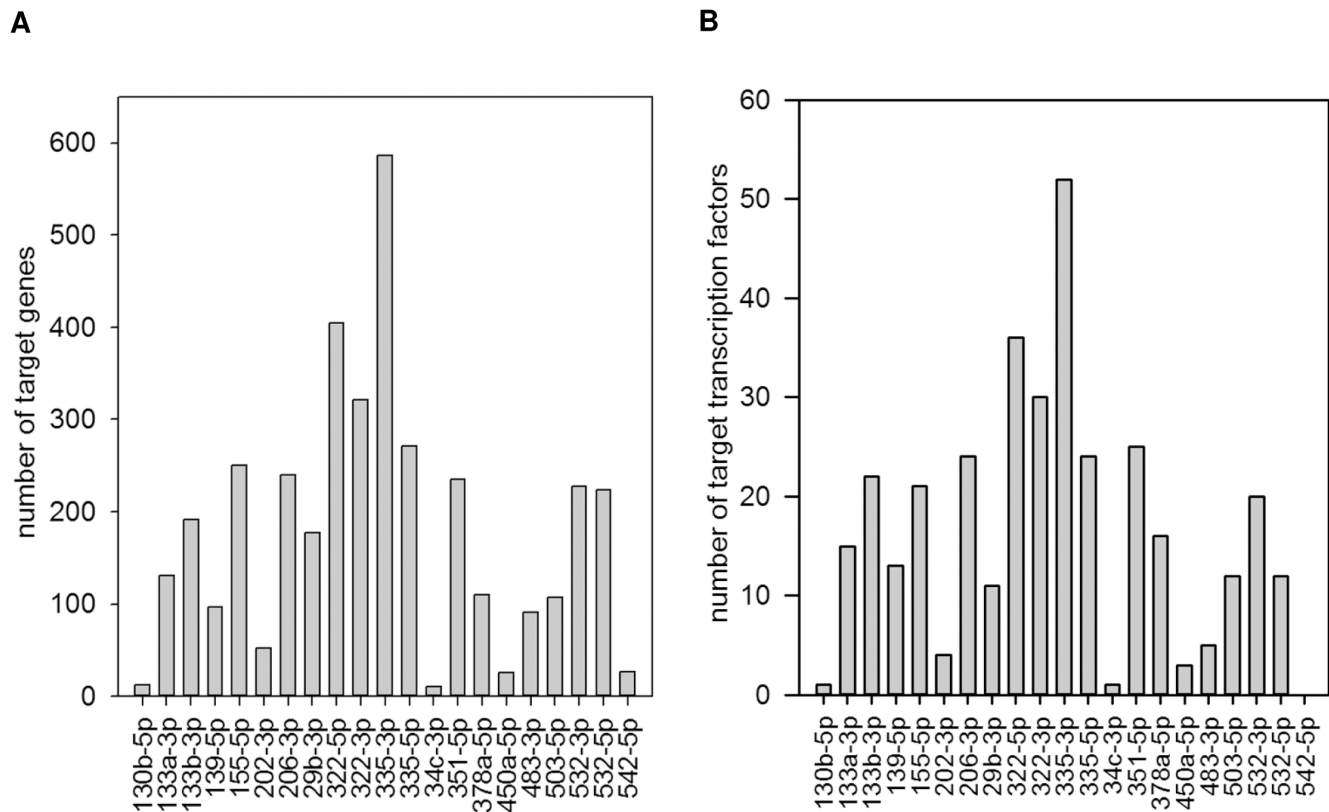 A
number of target genes
600
500
400
300
200
100
0
130b-5p
133a-3p
133b-3p
139-5p
155-5p
202-3p
206-3p
29b-3p
322-5p
322-3p
335-3p
335-5p
34c-3p
351-5p
378a-5p
450a-5p
483-3p
503-5p
532-3p
532-5p
542-5p
B
number of target transcription factors
60
50
40
30
20
10
0
130b-5p
133a-3p
133b-3p
139-5p
155-5p
202-3p
206-3p
29b-3p
322-5p
322-3p
335-3p
335-5p
34c-3p
351-5p
378a-5p
450a-5p
483-3p
503-5p
532-3p
532-5p
542-5p